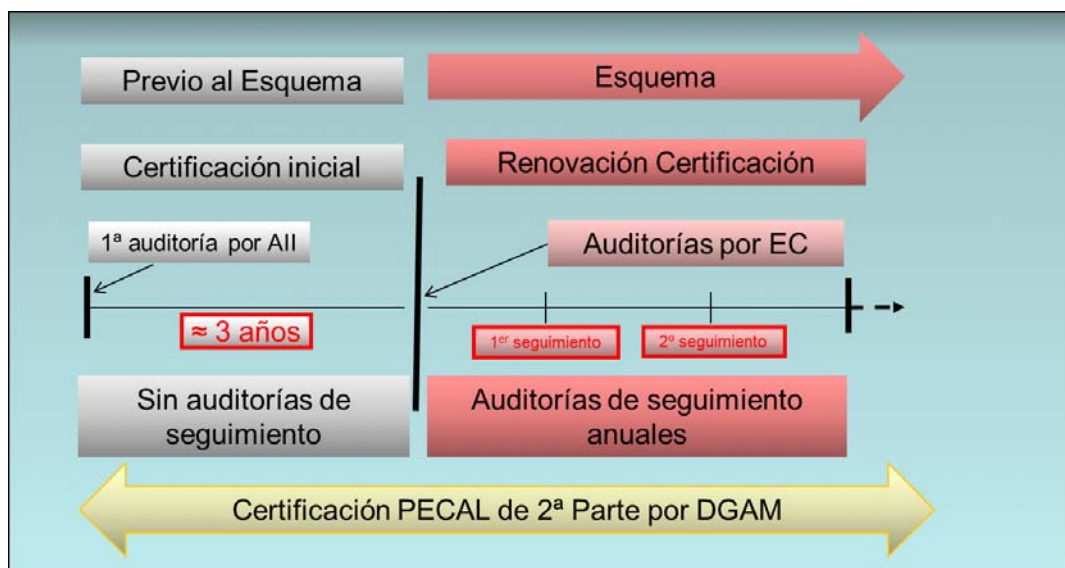 Previo al Esquema
Esquema
Certificación inicial
Renovación Certificación
1ª auditoría por AII
Auditorías por EC
≈ 3 años
1er seguimiento
2º seguimiento
Sin auditorías de
seguimiento
Auditorías de seguimiento
anuales
Certificación PECAL de 2ª Parte por DGAM